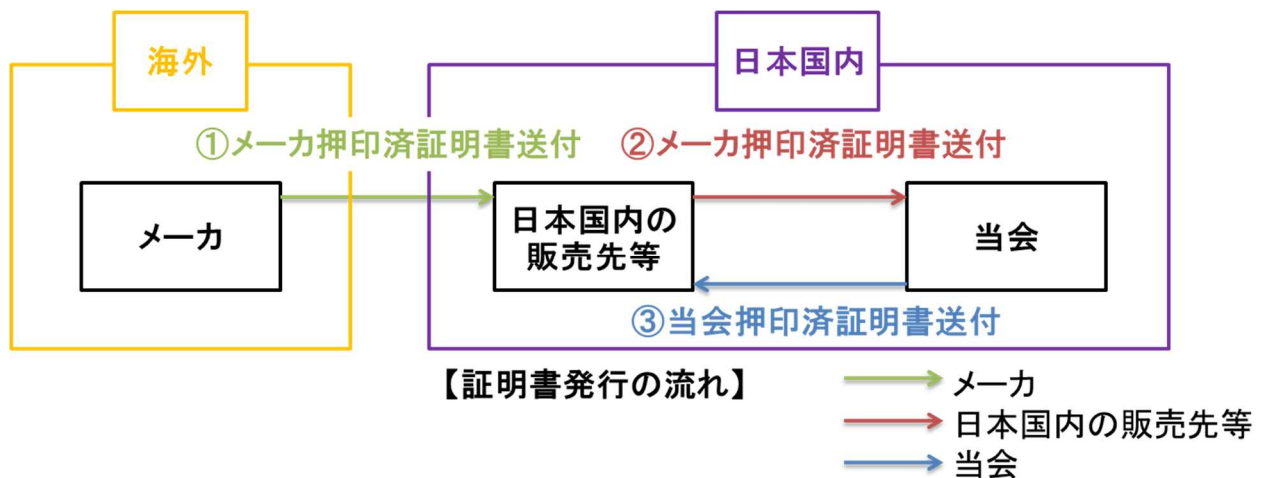 海外
日本国内
①メーカ押印済証明書送付
②メーカ押印済証明書送付
メーカ
日本国内の
販売先等
当会
③当会押印済証明書送付
【証明書発行の流れ】
メーカ
日本国内の販売先等
当会